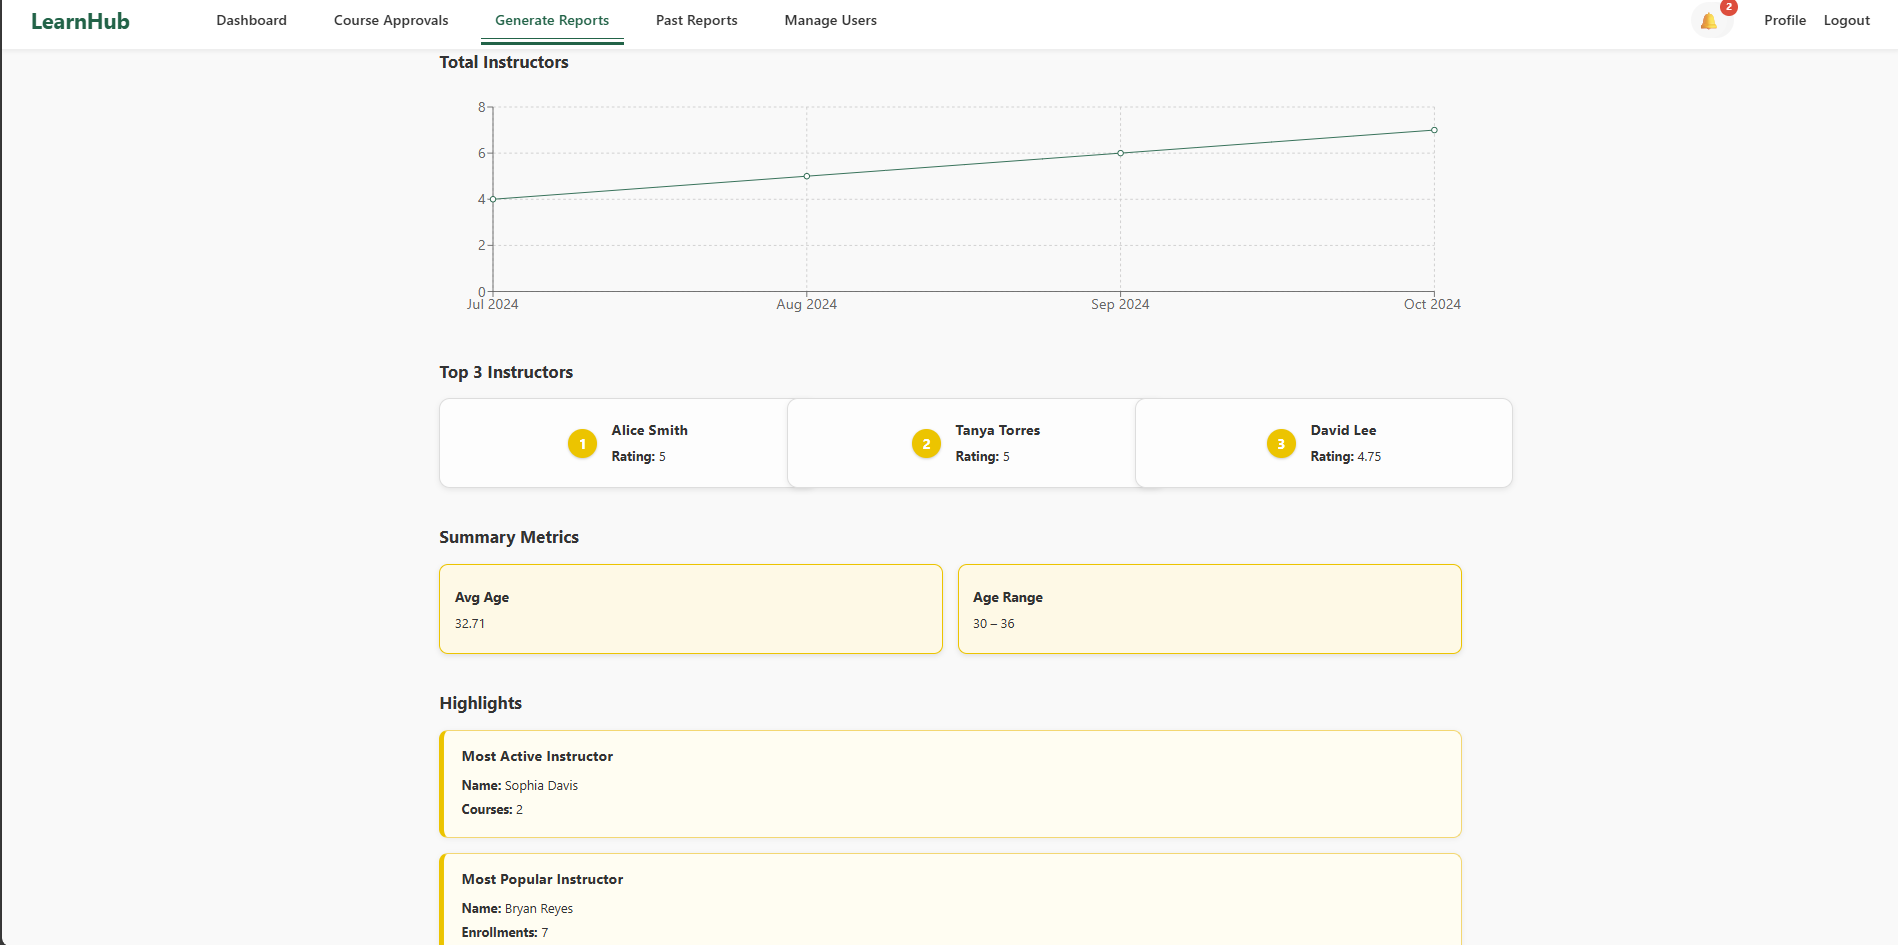 LearnHub
Dashboard
Course Approvals
Generate Reports
Past Reports
Manage Users
2
Profile
Logout
Total Instructors
8
6
4
2
0
Jul 2024
Aug 2024
Sep 2024
Oct 2024
Top 3 Instructors
1
Alice Smith
Rating: 5
2
Tanya Torres
Rating: 5
3
David Lee
Rating: 4.75
Summary Metrics
Avg Age
32.71
Age Range
30 – 36
Highlights
Most Active Instructor
Name: Sophia Davis
Courses: 2
Most Popular Instructor
Name: Bryan Reyes
Enrollments: 7